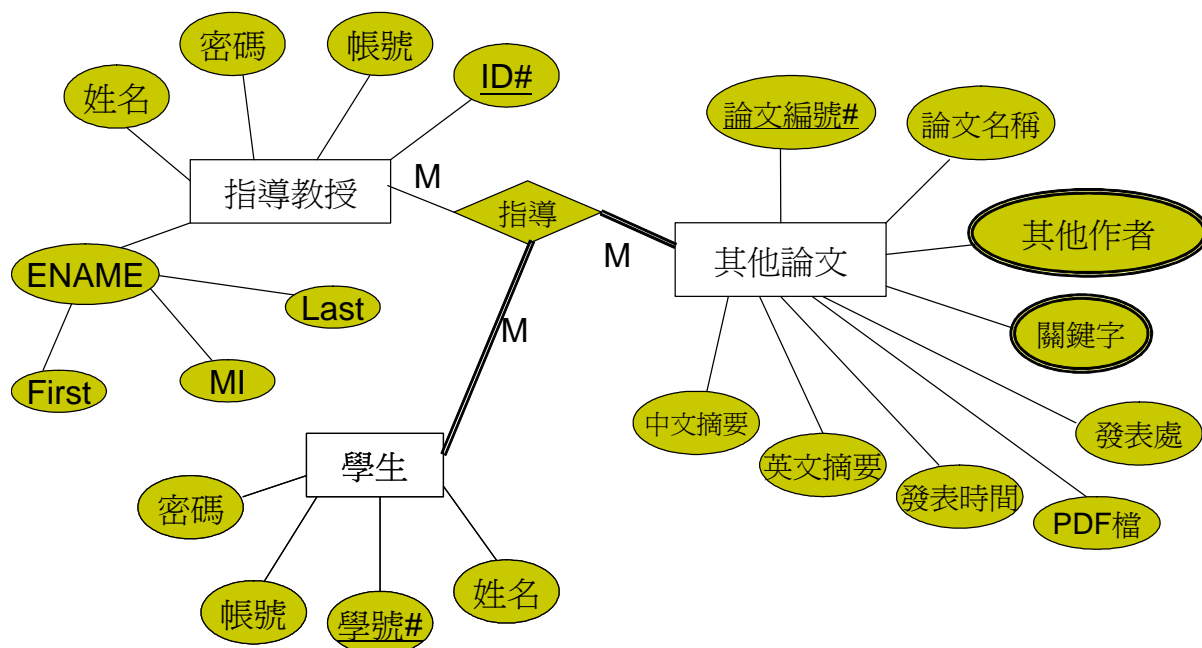 密碼
帳號
ID#
姓名
論文編號#
論文名稱
指導教授
M
指導
其他作者
M
其他論文
ENAME
Last
M
關鍵字
First
MI
中文摘要
發表處
學生
英文摘要
發表時間
PDF檔
密碼
帳號
學號#
姓名